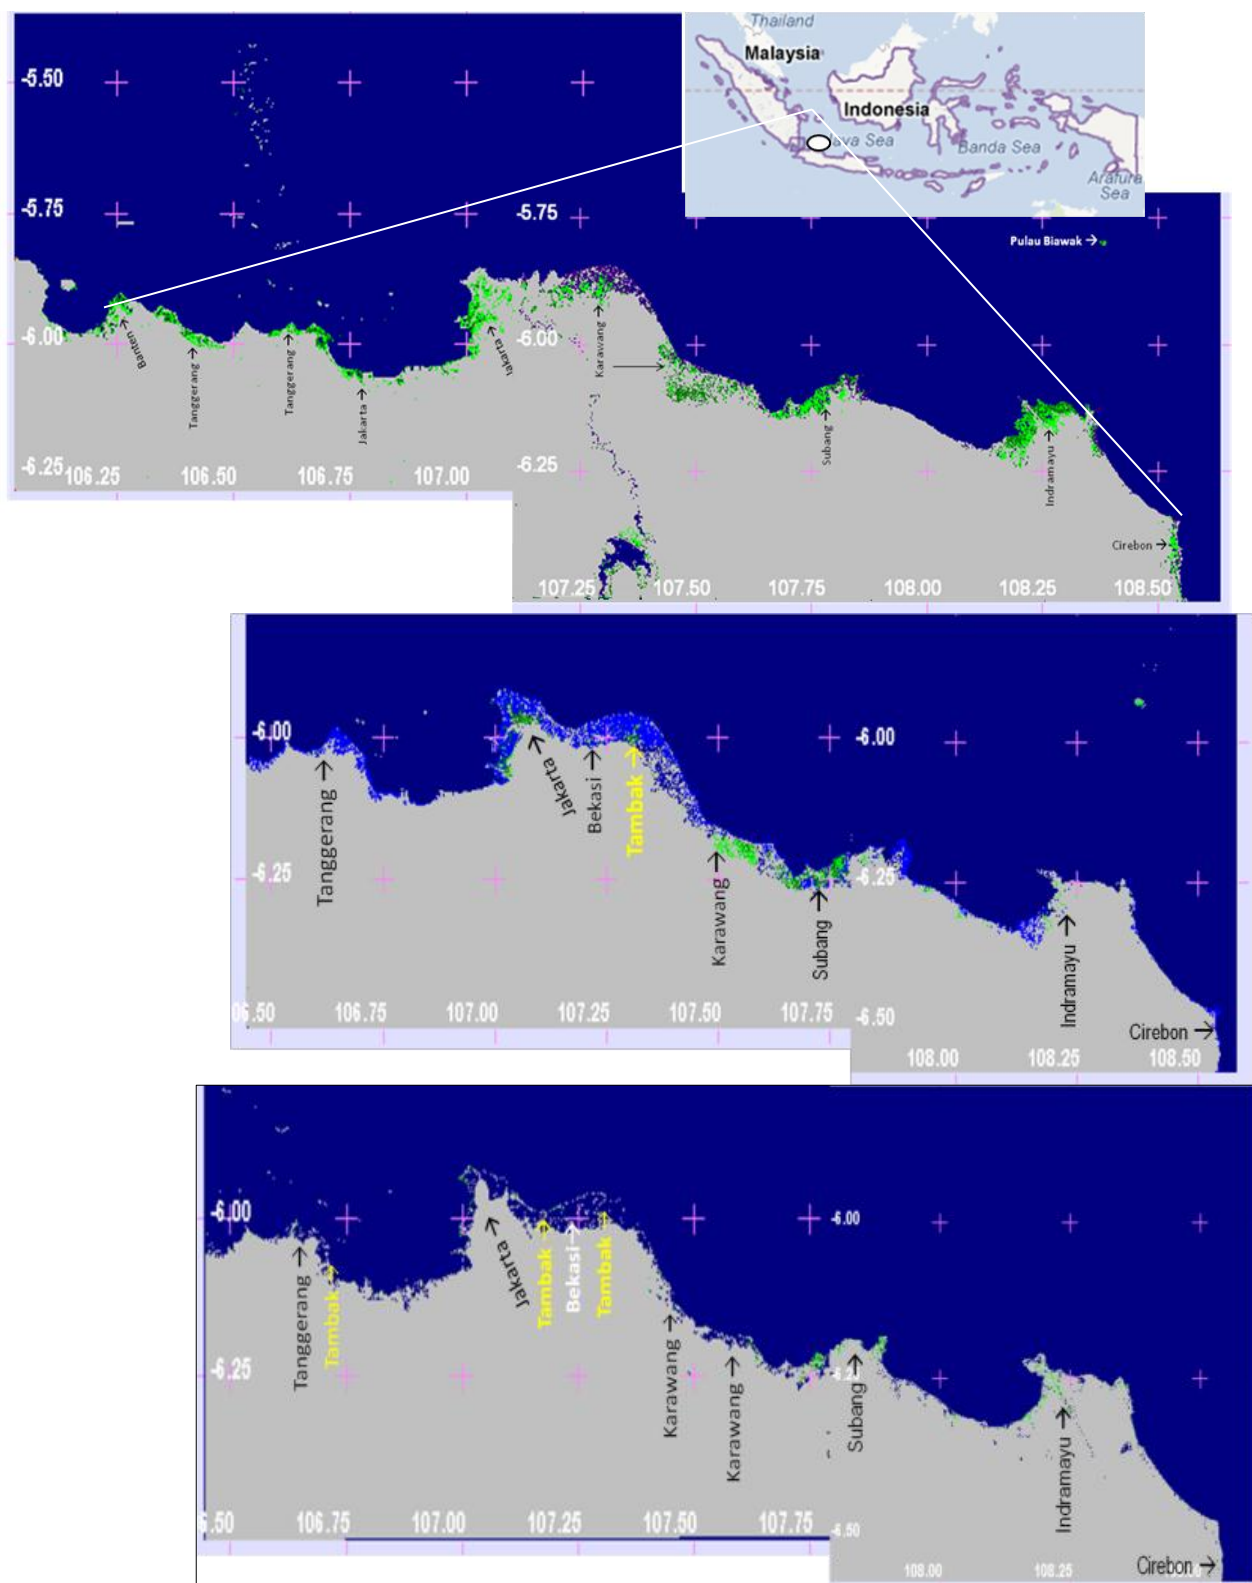 Thailand
Malaysia
Indonesia
Java Sea
Banda Sea
Arafura
Sea
-5.50
-5.75
-5.75
Pulau Biawak →
-6.00
-6.00
Banten →
Tanggerang →
Tanggerang →
Jakarta →
Jakarta →
Karawang →
Subang →
Indramayu →
Cirebon →
-6.25
106.25
106.50
106.75
107.00
-6.25
107.25
107.50
107.75
108.00
108.25
108.50
-6.00
-6.00
Tanggerang →
Jakarta →
Bekasi →
Tambak →
Karawang →
Subang →
Indramayu →
Cirebon →
-6.25
-6.25
106.75
107.00
107.25
107.50
107.75
-6.50
108.00
108.25
108.50
-6.00
-6.00
Tanggerang →
Tambak →
Jakarta →
Tambak →
Bekasi →
Tambak →
Karawang →
Karawang →
Subang →
Indramayu →
Cirebon →
-6.25
106.75
107.00
107.25
107.50
107.75
-6.50
108.00
108.25